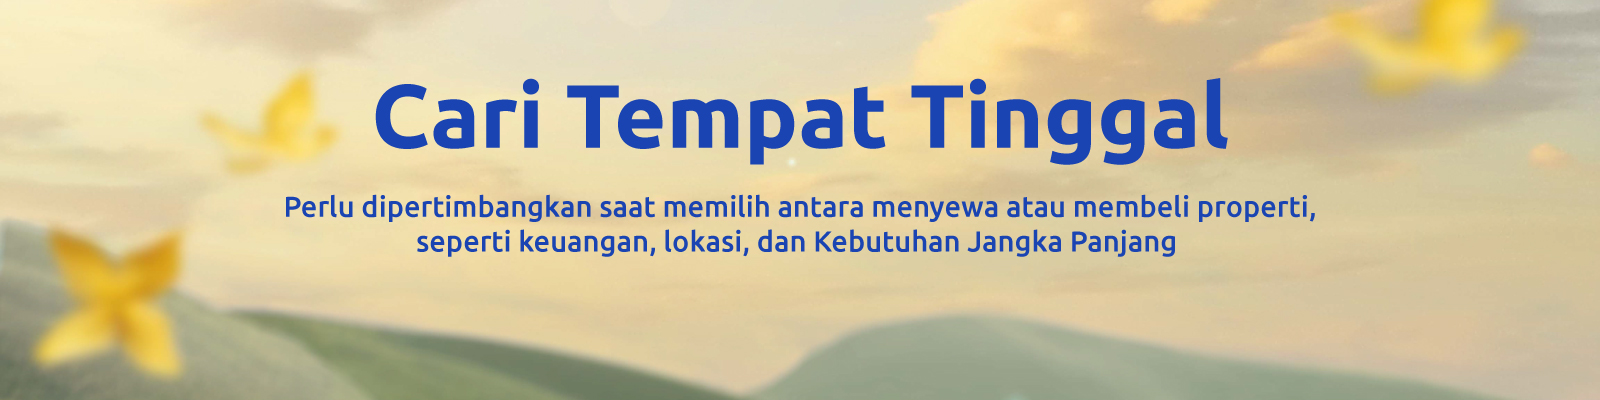 Cari Tempat Tinggal
Perlu dipertimbangkan saat memilih antara menyewa atau membeli properti,
seperti keuangan, lokasi, dan Kebutuhan Jangka Panjang